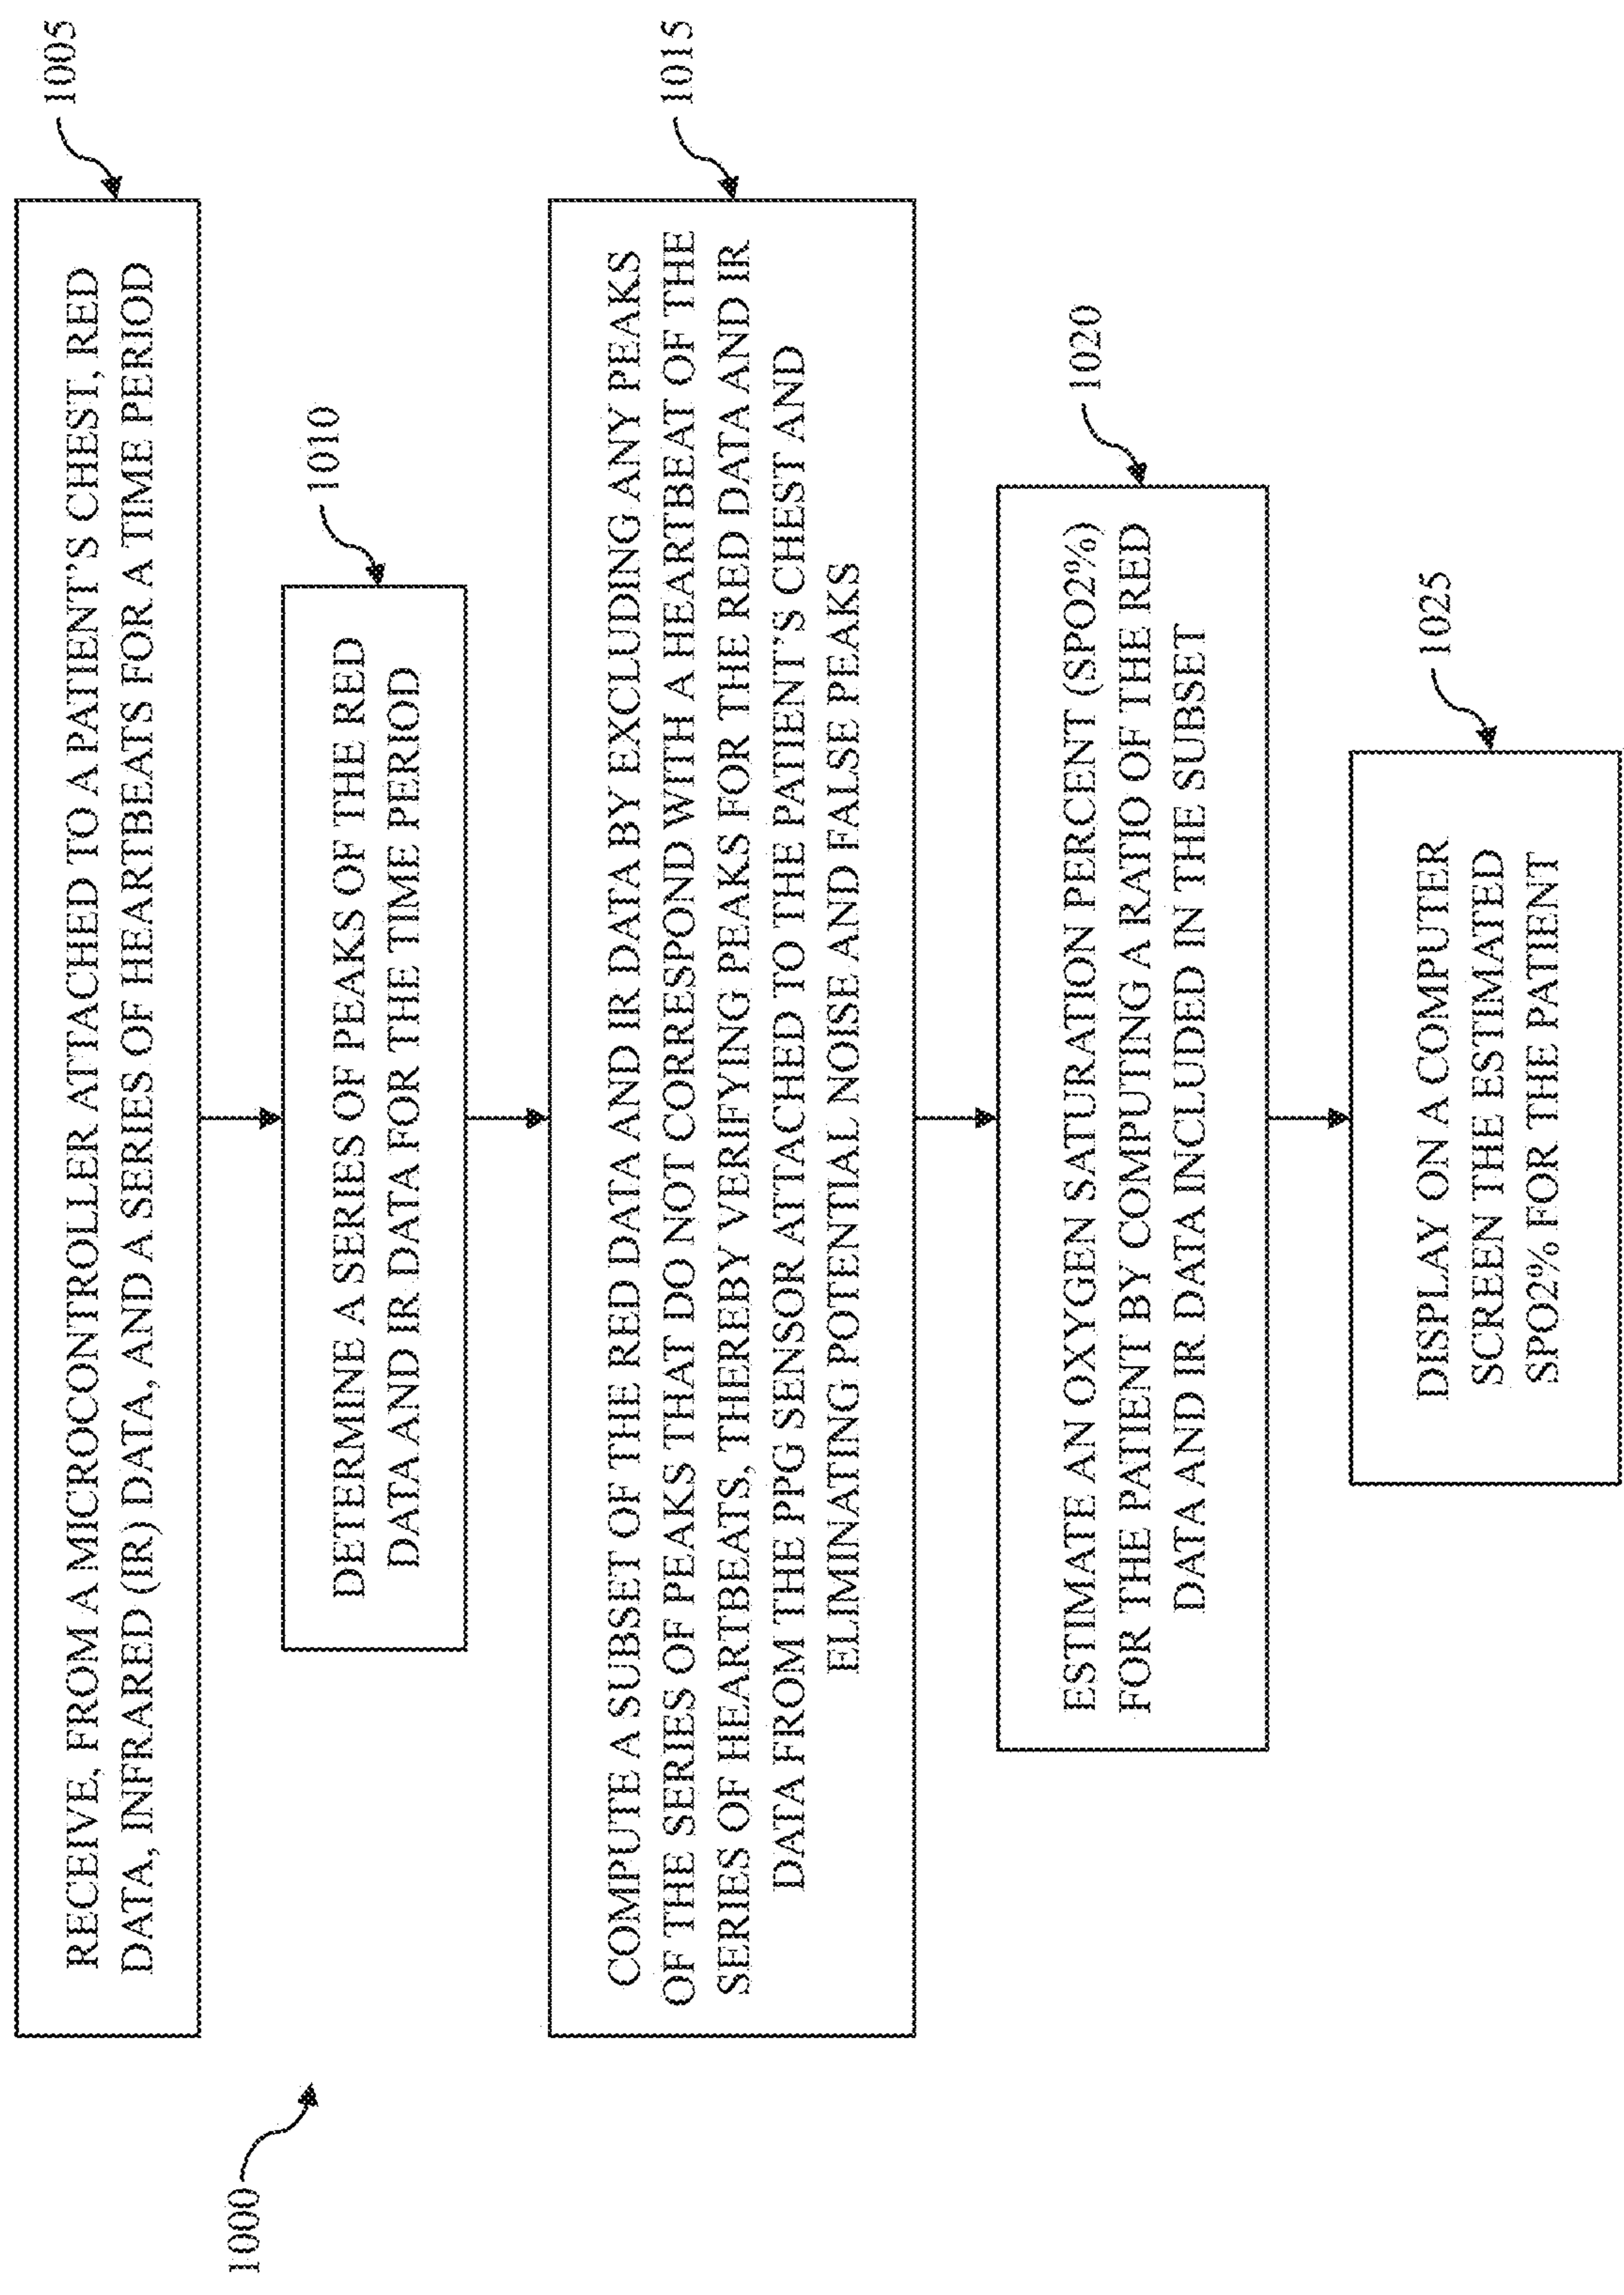 1000
RECEIVE, FROM A MICROCONTROLLER ATTACHED TO A PATIENT'S CHEST, RED
DATA, INFRARED (IR) DATA, AND A SERIES OF HEARTBEATS FOR A TIME PERIOD
1005
DETERMINE A SERIES OF PEAKS OF THE RED
DATA AND IR DATA FOR THE TIME PERIOD
1010
COMPUTE A SUBSET OF THE RED DATA AND IR DATA BY EXCLUDING ANY PEAKS
OF THE SERIES OF PEAKS THAT DO NOT CORRESPOND WITH A HEARTBEAT OF THE
SERIES OF HEARTBEATS, THEREBY VERIFYING PEAKS FOR THE RED DATA AND IR
DATA FROM THE PPG SENSOR ATTACHED TO THE PATIENT'S CHEST AND
ELIMINATING POTENTIAL NOISE AND FALSE PEAKS
1015
ESTIMATE AN OXYGEN SATURATION PERCENT (SPO2%)
FOR THE PATIENT BY COMPUTING A RATIO OF THE RED
DATA AND IR DATA INCLUDED IN THE SUBSET
1020
DISPLAY ON A COMPUTER
SCREEN THE ESTIMATED
SPO2% FOR THE PATIENT
1025